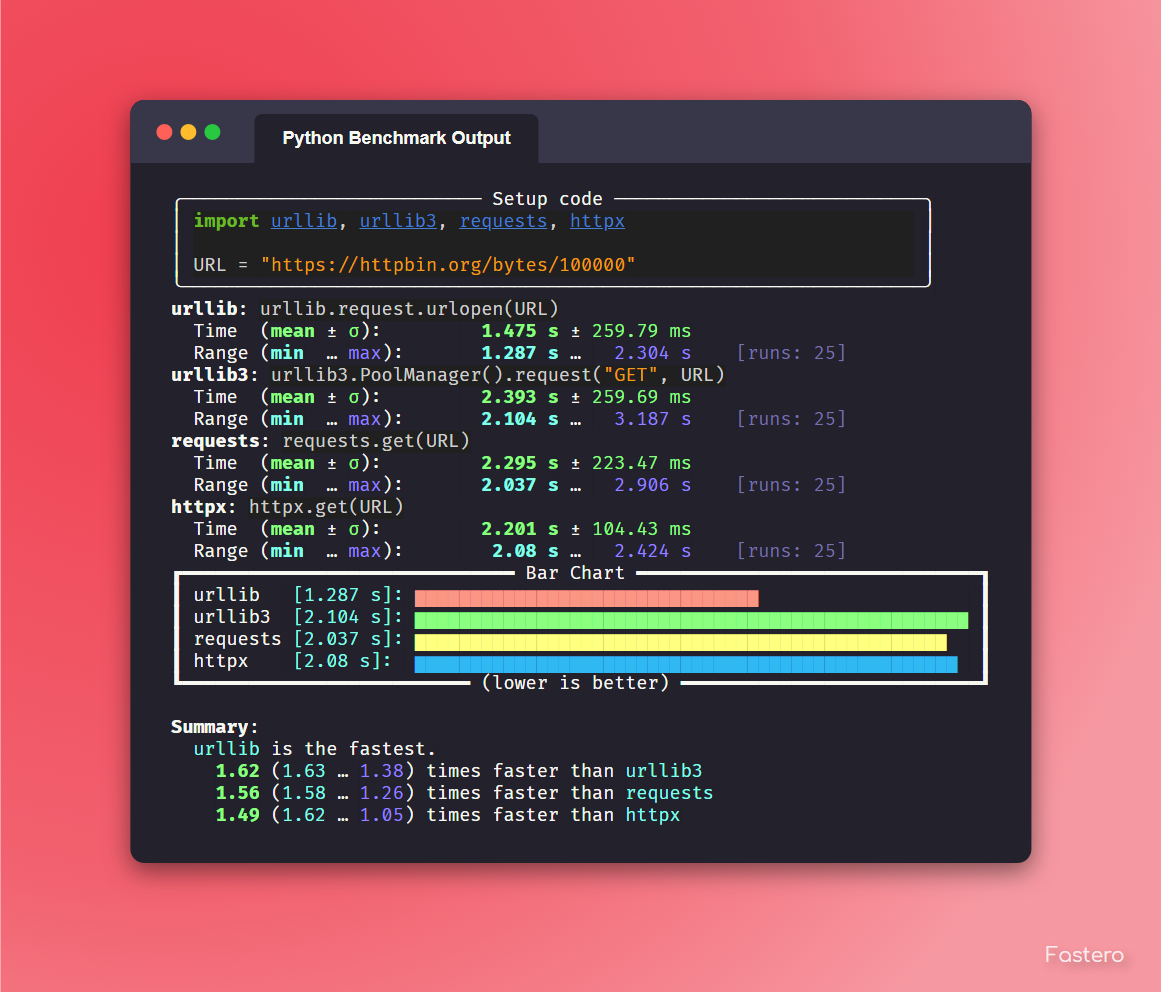 Python Benchmark Output
Setup code
import urllib, urllib3, requests, httpx
URL = "https://httpbin.org/bytes/100000"
urllib: urllib.request.urlopen(URL)
Time (mean ± σ): 1.475 s ± 259.79 ms
Range (min … max): 1.287 s … 2.304 s [runs: 25]
urllib3: urllib3.PoolManager().request("GET", URL)
Time (mean ± σ): 2.393 s ± 259.69 ms
Range (min … max): 2.104 s … 3.187 s [runs: 25]
requests: requests.get(URL)
Time (mean ± σ): 2.295 s ± 223.47 ms
Range (min … max): 2.037 s … 2.906 s [runs: 25]
httpx: httpx.get(URL)
Time (mean ± σ): 2.201 s ± 104.43 ms
Range (min … max): 2.08 s … 2.424 s [runs: 25]
Bar Chart
urllib [1.287 s]:
urllib3 [2.104 s]:
requests [2.037 s]:
httpx [2.08 s]:
(lower is better)
Summary:
urllib is the fastest.
1.62 (1.63 … 1.38) times faster than urllib3
1.56 (1.58 … 1.26) times faster than requests
1.49 (1.62 … 1.05) times faster than httpx
Fastero